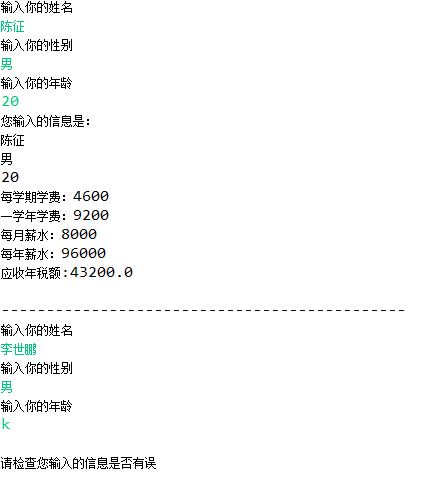 输入你的姓名
陈征
输入你的性别
男
输入你的年龄
20
您输入的信息是：
陈征
男
20
每学期学费：4600
一学年学费：9200
每月薪水：8000
每年薪水：96000
应收年税额:43200.0
---------------------------------------------
输入你的姓名
李世鹏
输入你的性别
男
输入你的年龄
k
请检查您输入的信息是否有误